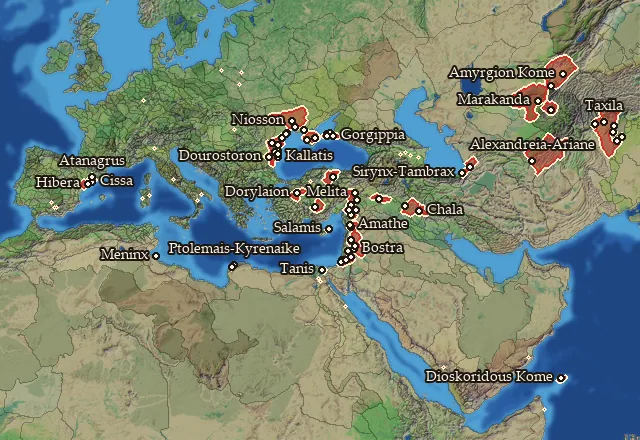 Amyrgion Kome
Marakanda
Taxila
Niosson
Gorgippia
Alexandreia-Ariane
Dourostoron
Kallatis
Atanagrus
Sirynx-Tambrax
Hibera
Cissa
Dorylaion
Melita
Chala
Salamis
Amathe
Meninx
Ptolemais-Kyrenaike
Bostra
Tanis
Dioskoridous Kome